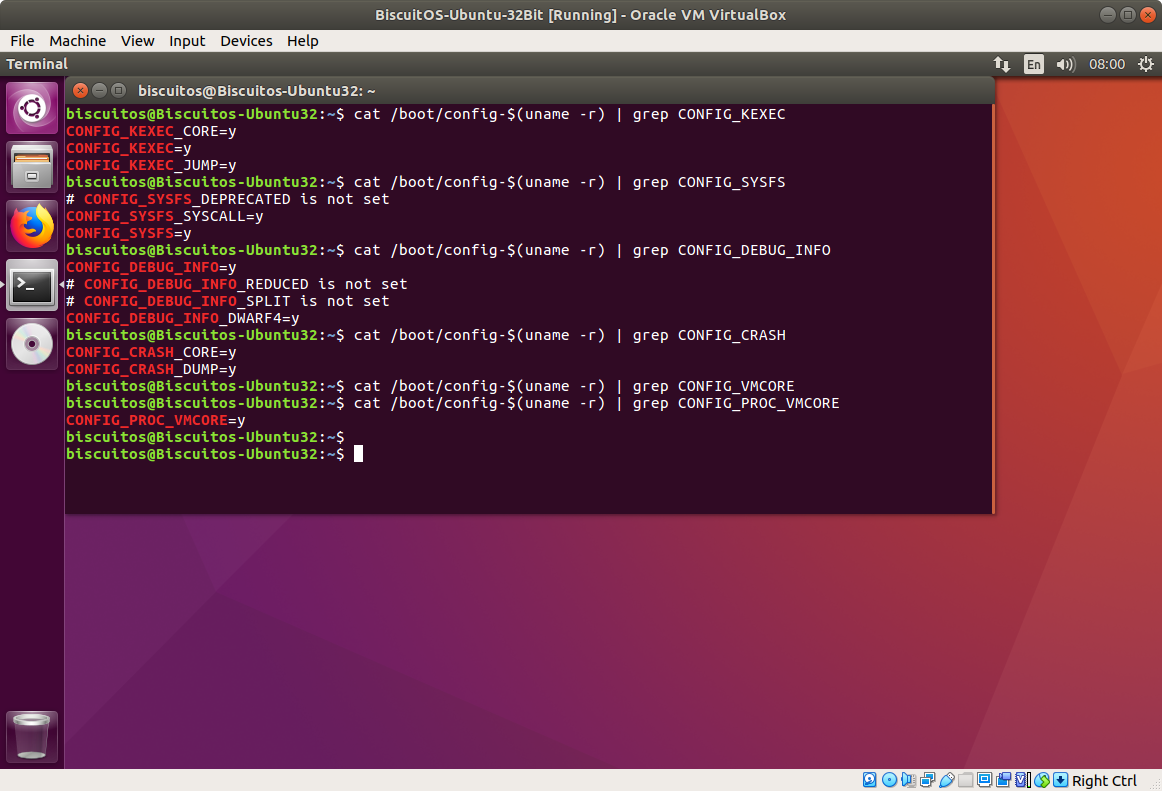 BiscuitOS-Ubuntu-32Bit [Running] - Oracle VM VirtualBox
File Machine View Input Devices Help
Terminal En 08:00
biscuitos@Biscuitos-Ubuntu32: ~
biscuitos@Biscuitos-Ubuntu32:~$ cat /boot/config-$(uname -r) | grep CONFIG_KEXEC
CONFIG_KEXEC_CORE=y
CONFIG_KEXEC=y
CONFIG_KEXEC_JUMP=y
biscuitos@Biscuitos-Ubuntu32:~$ cat /boot/config-$(uname -r) | grep CONFIG_SYSFS
# CONFIG_SYSFS_DEPRECATED is not set
CONFIG_SYSFS_SYSCALL=y
CONFIG_SYSFS=y
biscuitos@Biscuitos-Ubuntu32:~$ cat /boot/config-$(uname -r) | grep CONFIG_DEBUG_INFO
CONFIG_DEBUG_INFO=y
# CONFIG_DEBUG_INFO_REDUCED is not set
# CONFIG_DEBUG_INFO_SPLIT is not set
CONFIG_DEBUG_INFO_DWARF4=y
biscuitos@Biscuitos-Ubuntu32:~$ cat /boot/config-$(uname -r) | grep CONFIG_CRASH
CONFIG_CRASH_CORE=y
CONFIG_CRASH_DUMP=y
biscuitos@Biscuitos-Ubuntu32:~$ cat /boot/config-$(uname -r) | grep CONFIG_VMCORE
biscuitos@Biscuitos-Ubuntu32:~$ cat /boot/config-$(uname -r) | grep CONFIG_PROC_VMCORE
CONFIG_PROC_VMCORE=y
biscuitos@Biscuitos-Ubuntu32:~$
biscuitos@Biscuitos-Ubuntu32:~$
Right Ctrl